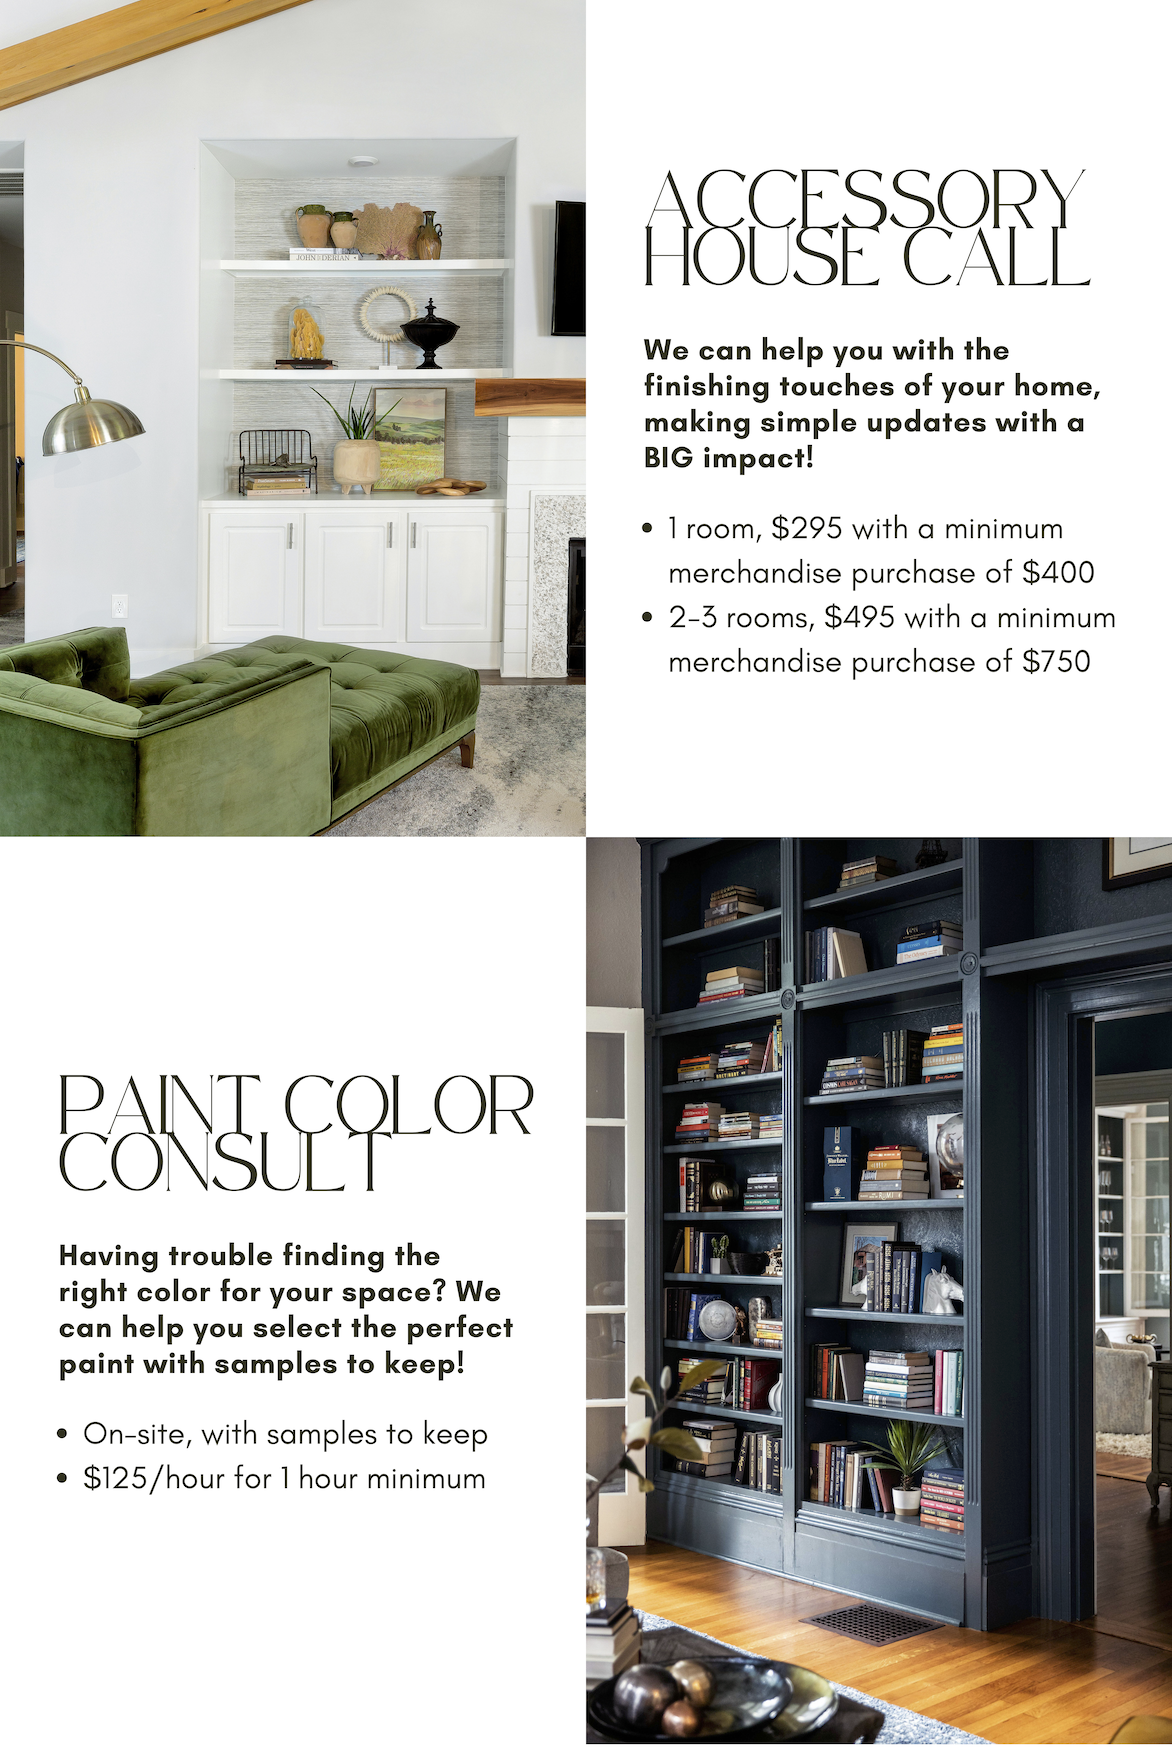 ACCESSORY
HOUSE CALL
We can help you with the
finishing touches of your home,
making simple updates with a
BIG impact!
• 1 room, $295 with a minimum
merchandise purchase of $400
• 2-3 rooms, $495 with a minimum
merchandise purchase of $750
JOHN DERIAN
PAINT COLOR
CONSULT
Having trouble finding the
right color for your space? We
can help you select the perfect
paint with samples to keep!
• On-site, with samples to keep
• $125/hour for 1 hour minimum